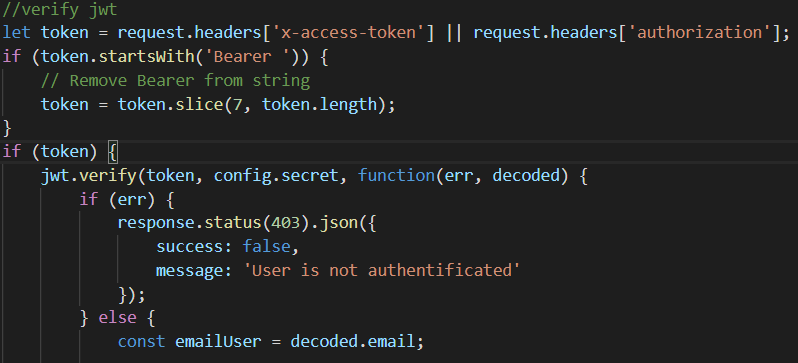 //verify jwt
let token = request.headers['x-access-token'] || request.headers['authorization'];
if (token.startsWith('Bearer ')) {
    // Remove Bearer from string
    token = token.slice(7, token.length);
}
if (token) {
    jwt.verify(token, config.secret, function(err, decoded) {
        if (err) {
            response.status(403).json({
                success: false,
                message: 'User is not authentificated'
            });
        } else {
            const emailUser = decoded.email;